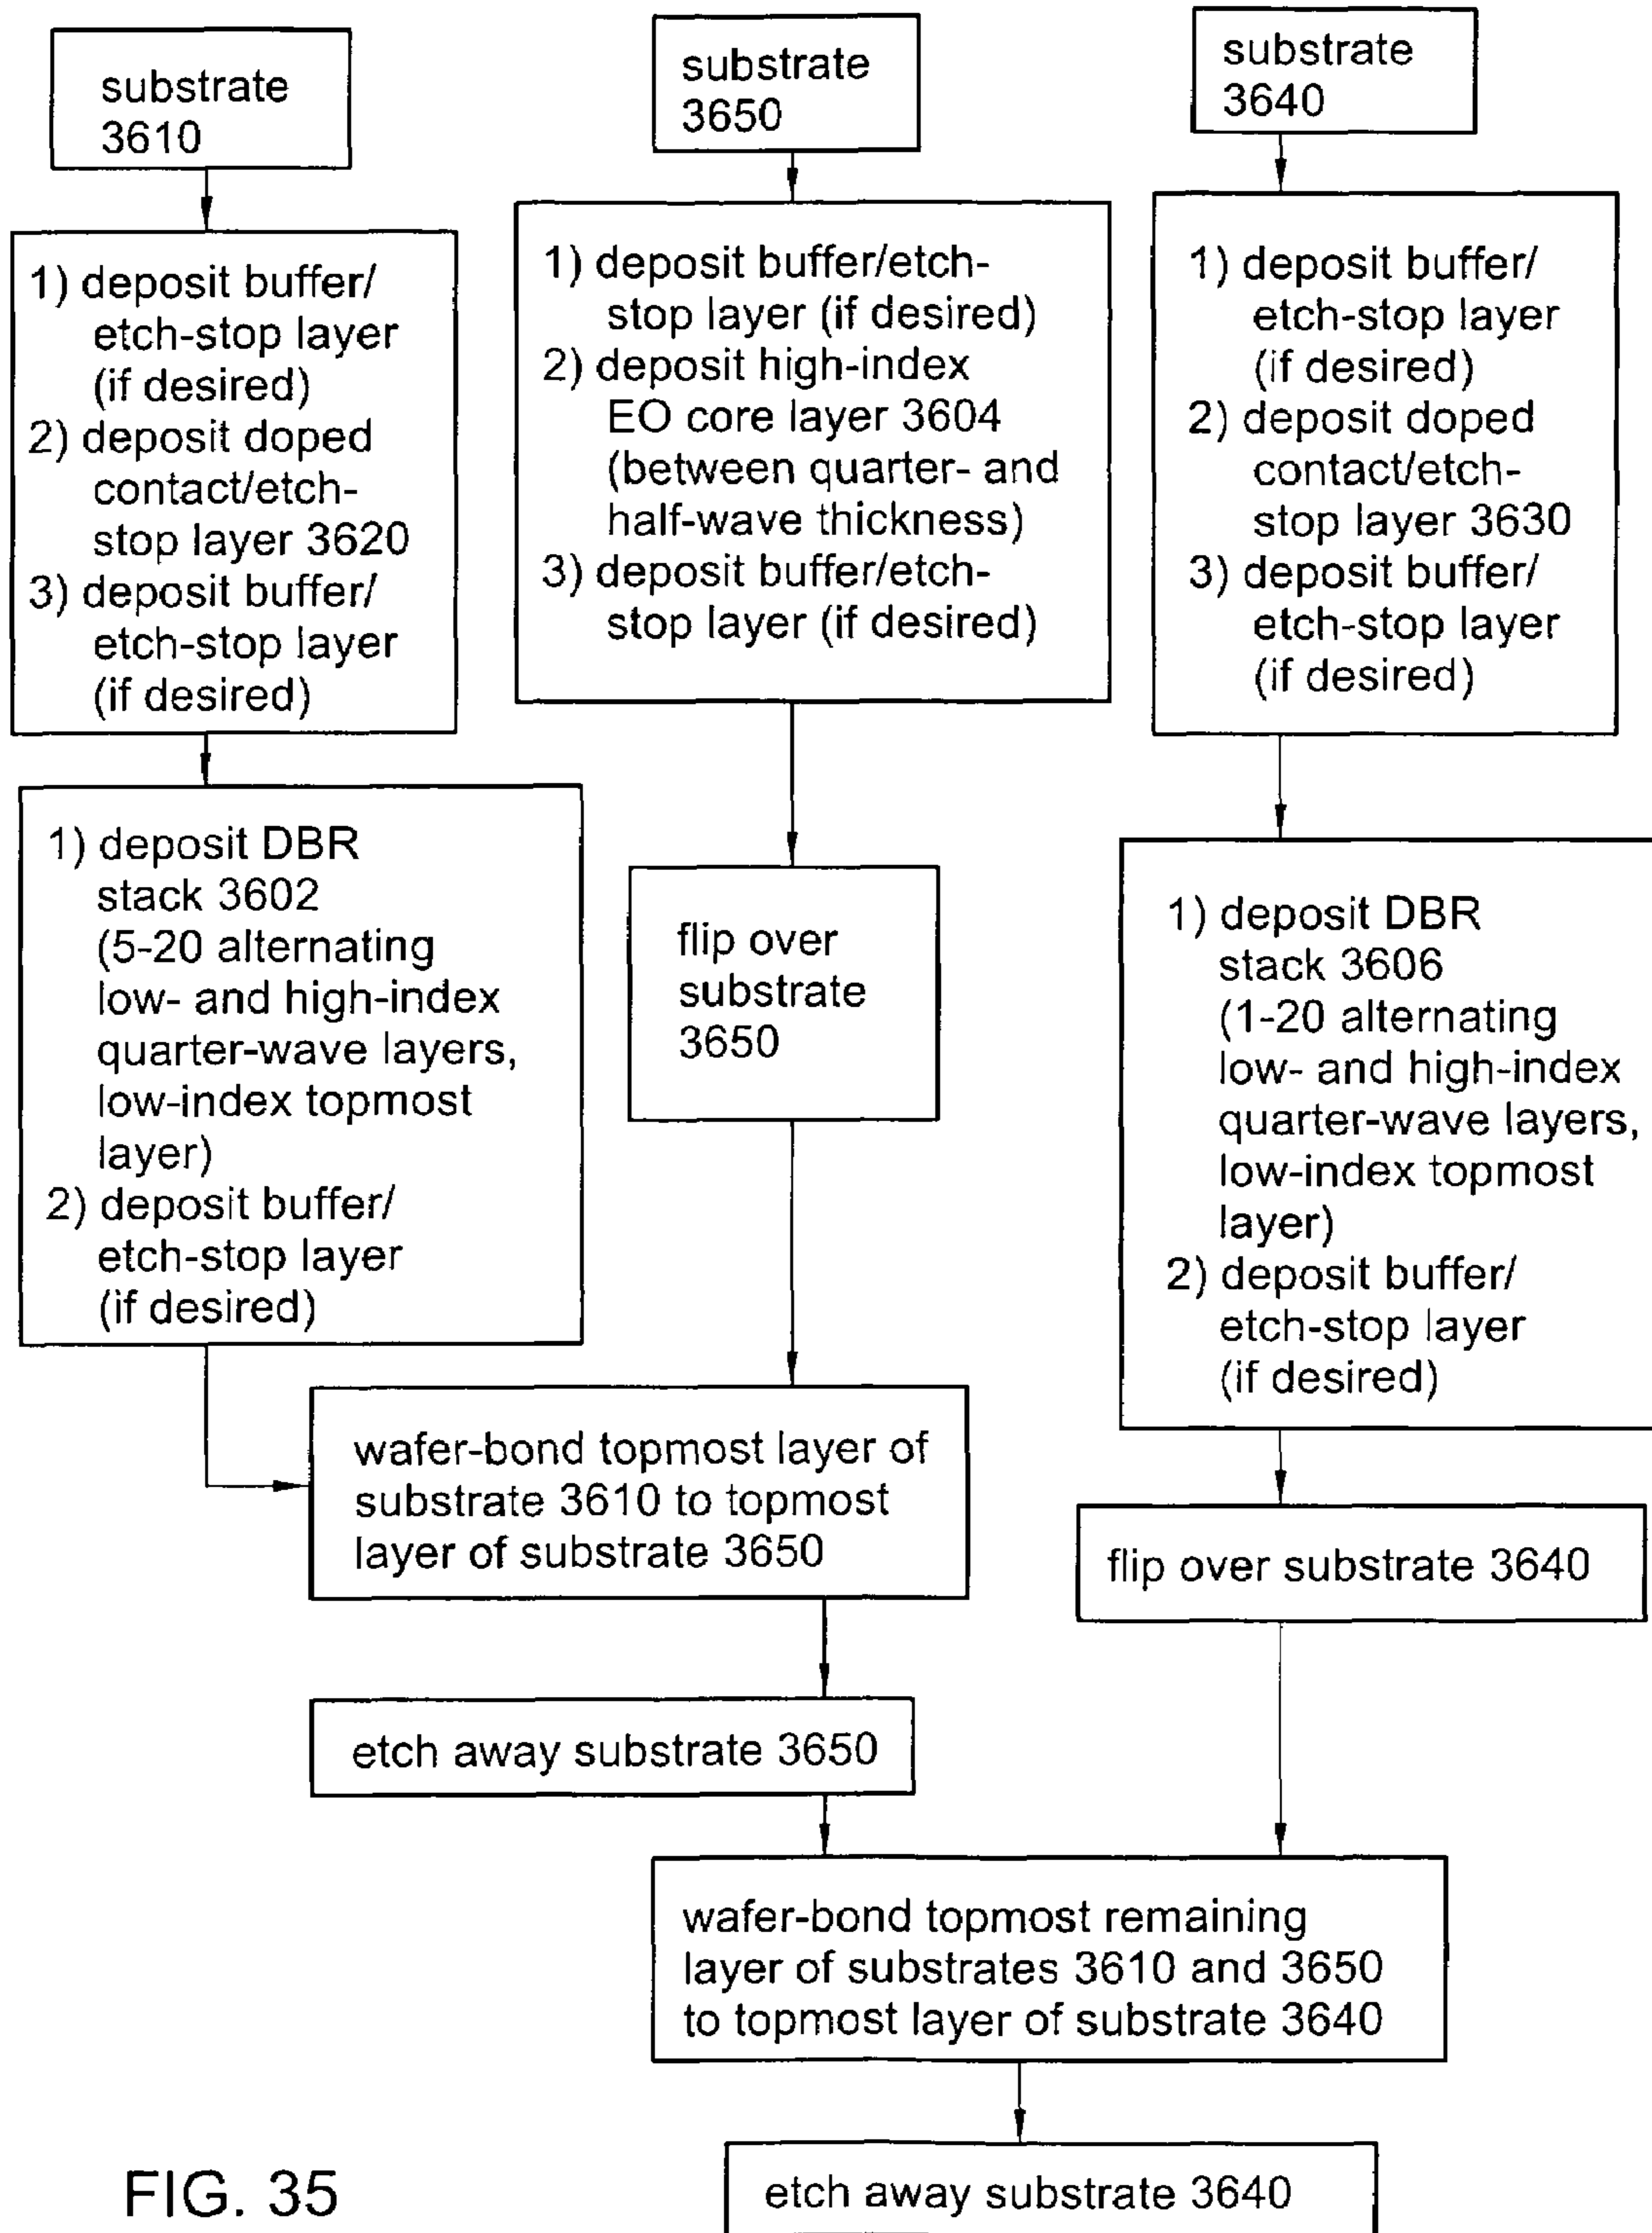 substrate
3610
substrate
3650
substrate
3640
1) deposit buffer/
etch-stop layer
(if desired)
2) deposit doped
contact/etch-
stop layer 3620
3) deposit buffer/
etch-stop layer
(if desired)
1) deposit buffer/etch-
stop layer (if desired)
2) deposit high-index
EO core layer 3604
(between quarter- and
half-wave thickness)
3) deposit buffer/etch-
stop layer (if desired)
1) deposit buffer/
etch-stop layer
(if desired)
2) deposit doped
contact/etch-
stop layer 3630
3) deposit buffer/
etch-stop layer
(if desired)
1) deposit DBR
stack 3602
(5-20 alternating
low- and high-index
quarter-wave layers,
low-index topmost
layer)
2) deposit buffer/
etch-stop layer
(if desired)
flip over
substrate
3650
1) deposit DBR
stack 3606
(1-20 alternating
low- and high-index
quarter-wave layers,
low-index topmost
layer)
2) deposit buffer/
etch-stop layer
(if desired)
wafer-bond topmost layer of
substrate 3610 to topmost
layer of substrate 3650
flip over substrate 3640
etch away substrate 3650
wafer-bond topmost remaining
layer of substrates 3610 and 3650
to topmost layer of substrate 3640
etch away substrate 3640
FIG. 35